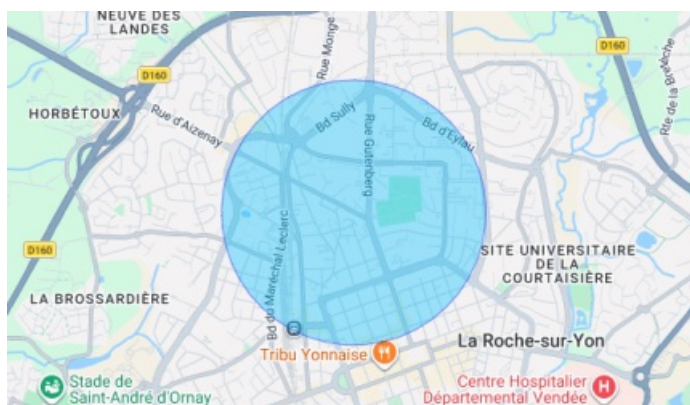 NEUVE DES
LANDES
Rue Monge
D160
D160
Rte de la Brenèche
HORBÉTOUX
Rue d'Aizenay
Bd Sully
Rue Gutenberg
Bd d'Eylau
D160
Bd du Maréchal Leclerc
SITE UNIVERSITAIRE
DE LA
COURTAISIÈRE
LA BROSSARDIÈRE
La Roche-sur-Yon
Tribu Yonnaise
Stade de
Saint-André d'Ornay
Centre Hospitalier
Départemental Vendée
H